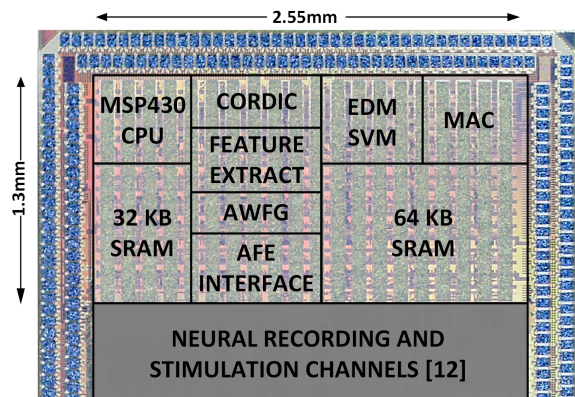 2.55mm
1.3mm
MSP430
CPU
CORDIC
EDM
SVM
MAC
FEATURE
EXTRACT
32 KB
SRAM
AWFG
64 KB
SRAM
AFE
INTERFACE
NEURAL RECORDING AND
STIMULATION CHANNELS [12]